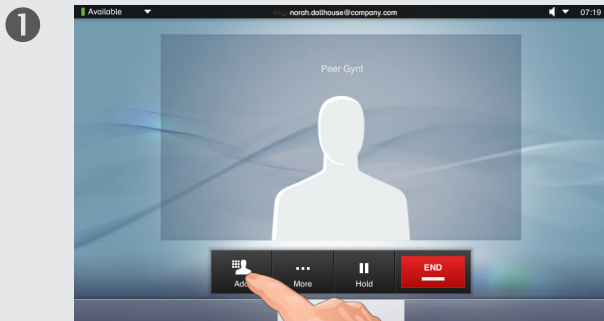 1
Available
norah.dollhouse@company.com
07:19
Peer Gynt
Add
More
Hold
END